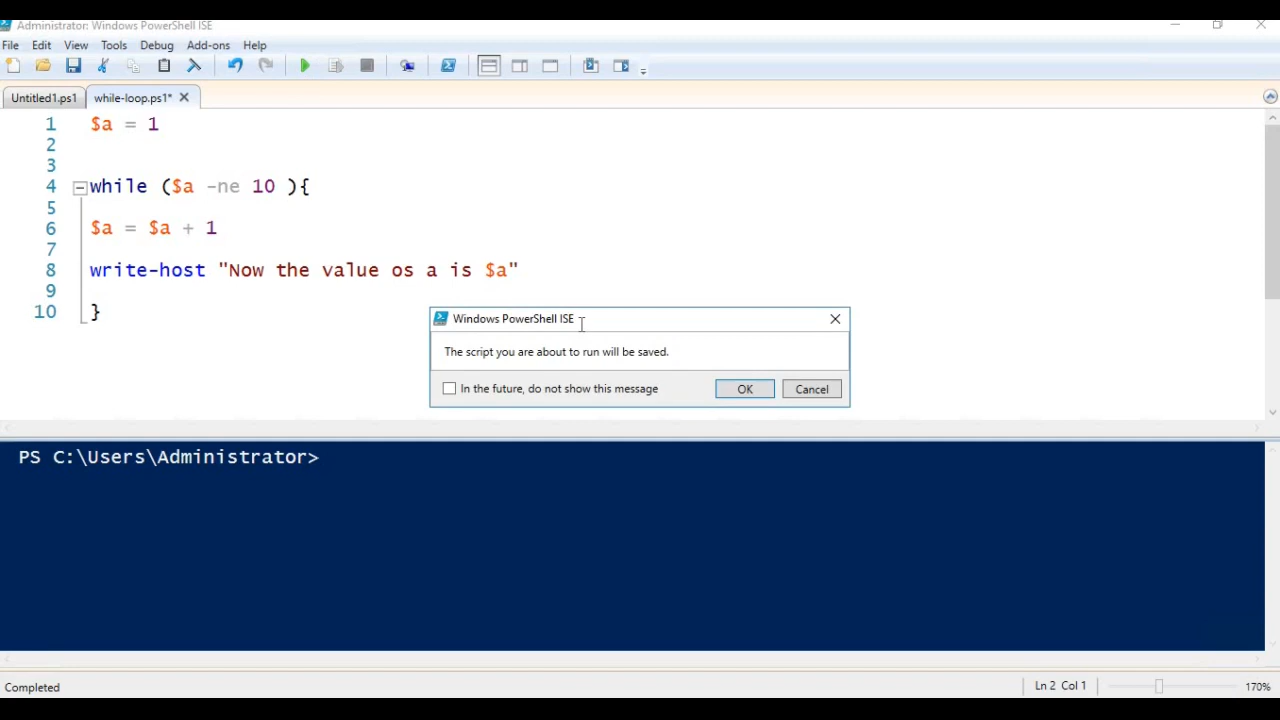 Administrator: Windows PowerShell ISE
File Edit View Tools Debug Add-ons Help
Untitled1.ps1 while-loop.ps1*
1 $a = 1
2
3
4 while ($a -ne 10 ){
5
6 $a = $a + 1
7
8 write-host "Now the value os a is $a"
9
10 }
Windows PowerShell ISE
The script you are about to run will be saved.
In the future, do not show this message OK Cancel
PS C:\Users\Administrator>
Completed Ln 2 Col 1 170%